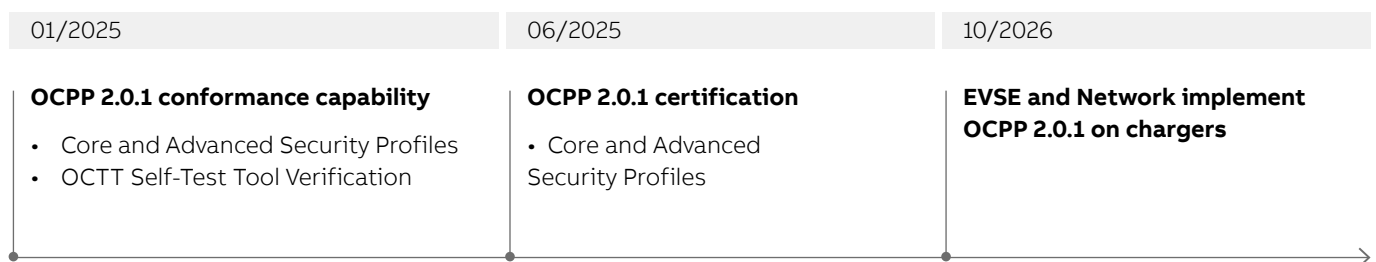 01/2025
06/2025
10/2026
OCPP 2.0.1 conformance capability
• Core and Advanced Security Profiles
• OCTT Self-Test Tool Verification
OCPP 2.0.1 certification
• Core and Advanced
Security Profiles
EVSE and Network implement
OCPP 2.0.1 on chargers